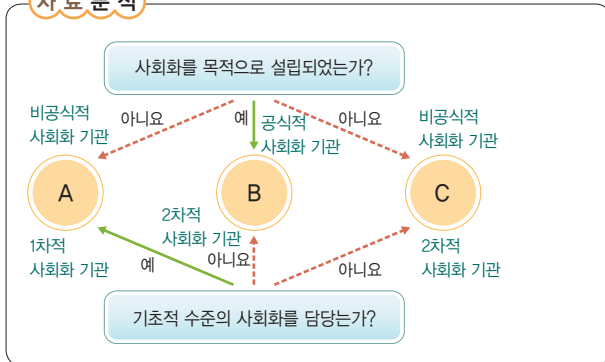 자료분석
사회화를 목적으로 설립되었는가?
비공식적
사회화 기관
아니요
예
공식적
사회화 기관
아니요
비공식적
사회화 기관
A
B
C
1차적
사회화 기관
예
2차적
사회화 기관
아니요
아니요
2차적
사회화 기관
기초적 수준의 사회화를 담당는가?